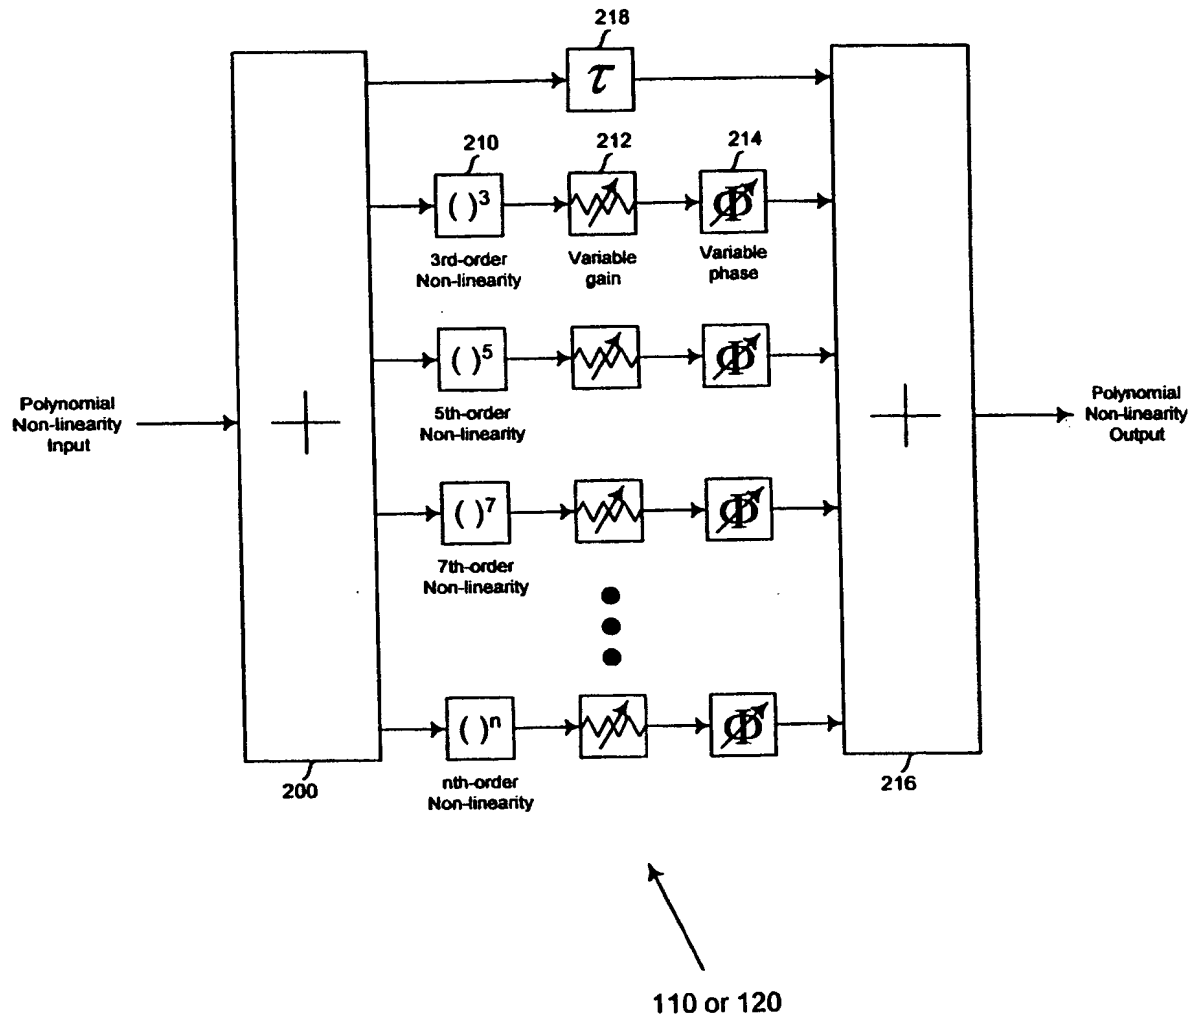 218
τ
210
212
214
( )3
Φ
3rd-order
Non-linearity
Variable
gain
Variable
phase
( )5
Φ
5th-order
Non-linearity
Polynomial
Non-linearity
Input
+
+
Polynomial
Non-linearity
Output
( )7
Φ
7th-order
Non-linearity
( )n
Φ
nth-order
Non-linearity
200
216
110 or 120